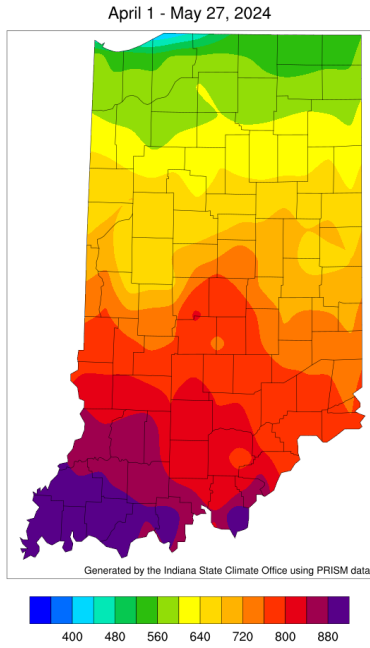 April 1 - May 27, 2024
Generated by the Indiana State Climate Office using PRISM data
400 480 560 640 720 800 880